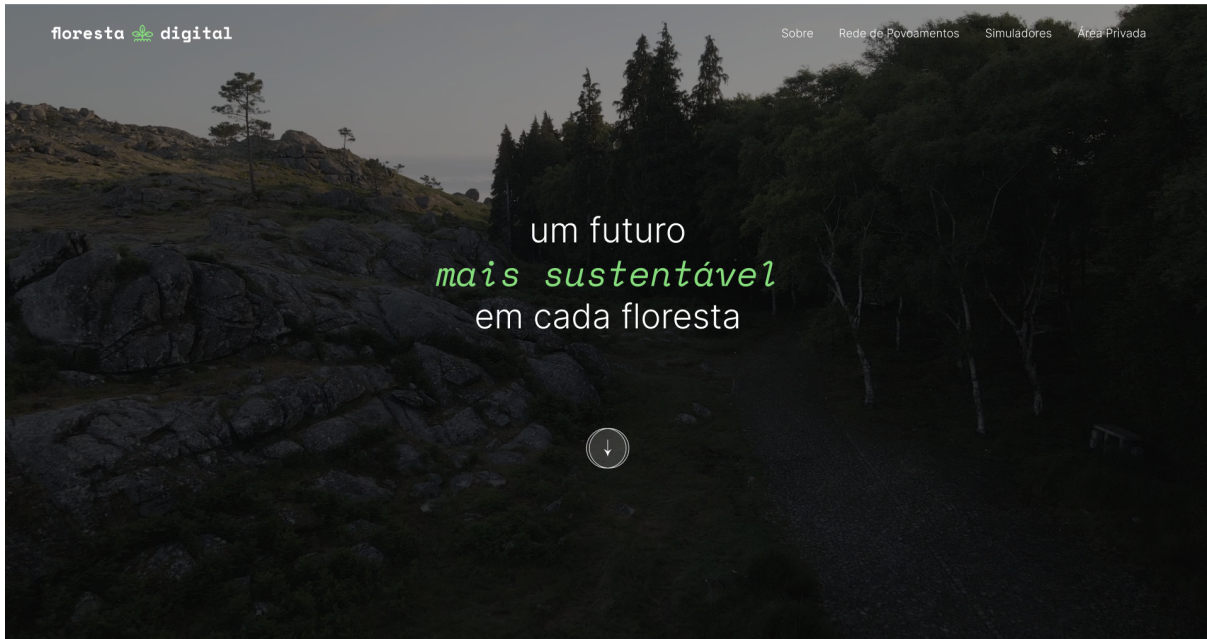 floresta digital
Sobre Rede de Povoamentos Simuladores Área Privada
um futuro
mais sustentável
em cada floresta